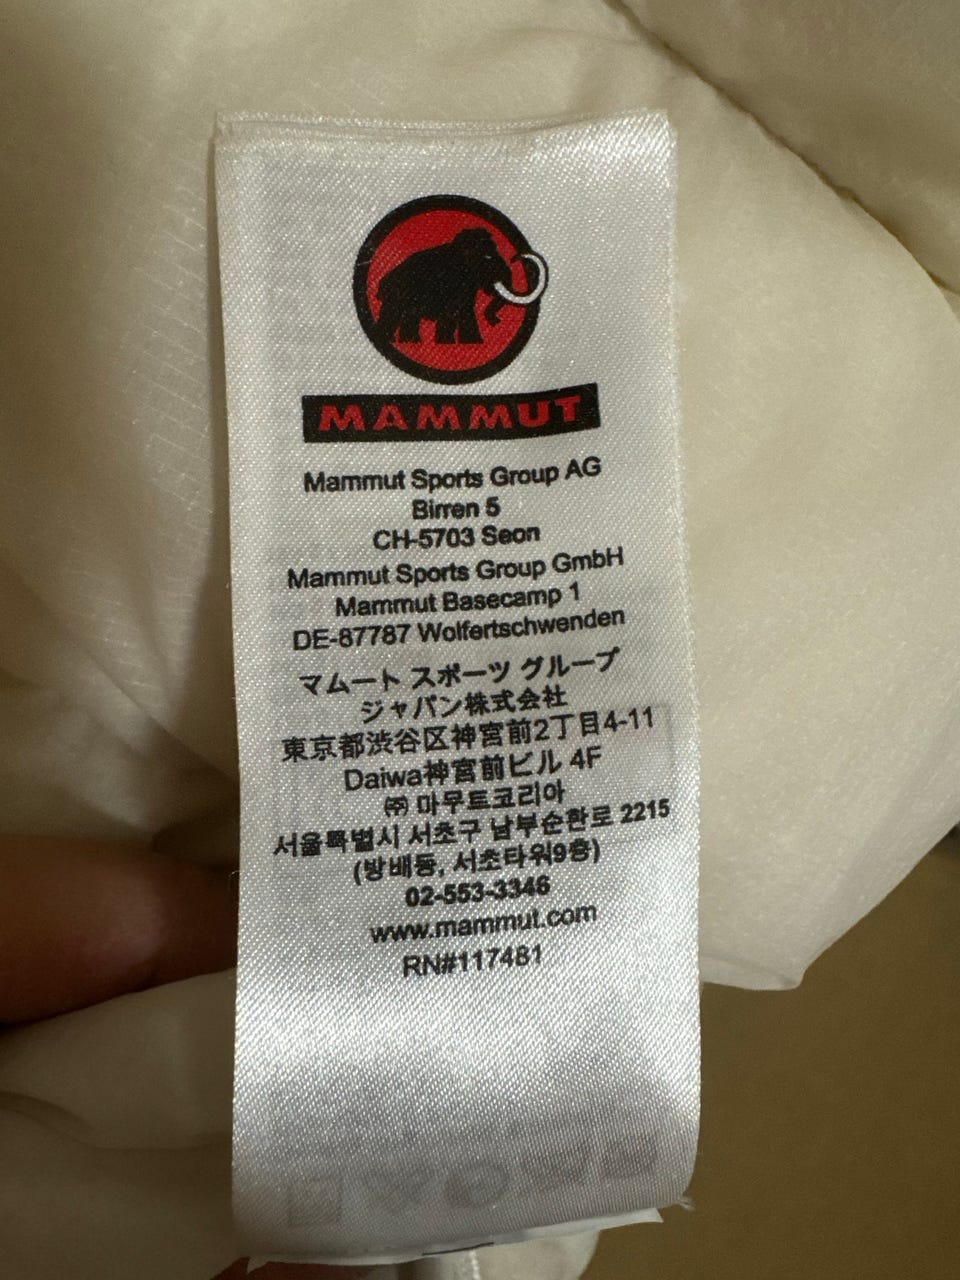 MAMMUT
Mammut Sports Group AG
Birren 5
CH-5703 Seon
Mammut Sports Group GmbH
Mammut Basecamp 1
DE-87787 Wolfertschwenden
マムート スポーツ グループ
ジャパン株式会社
東京都渋谷区神宮前2丁目4-11
Daiwa神宮前ビル 4F
㈜ 마무트코리아
서울특별시 서초구 남부순환로 2215
(방배동, 서초타워9층)
02-553-3346
www.mammut.com
RN#117481